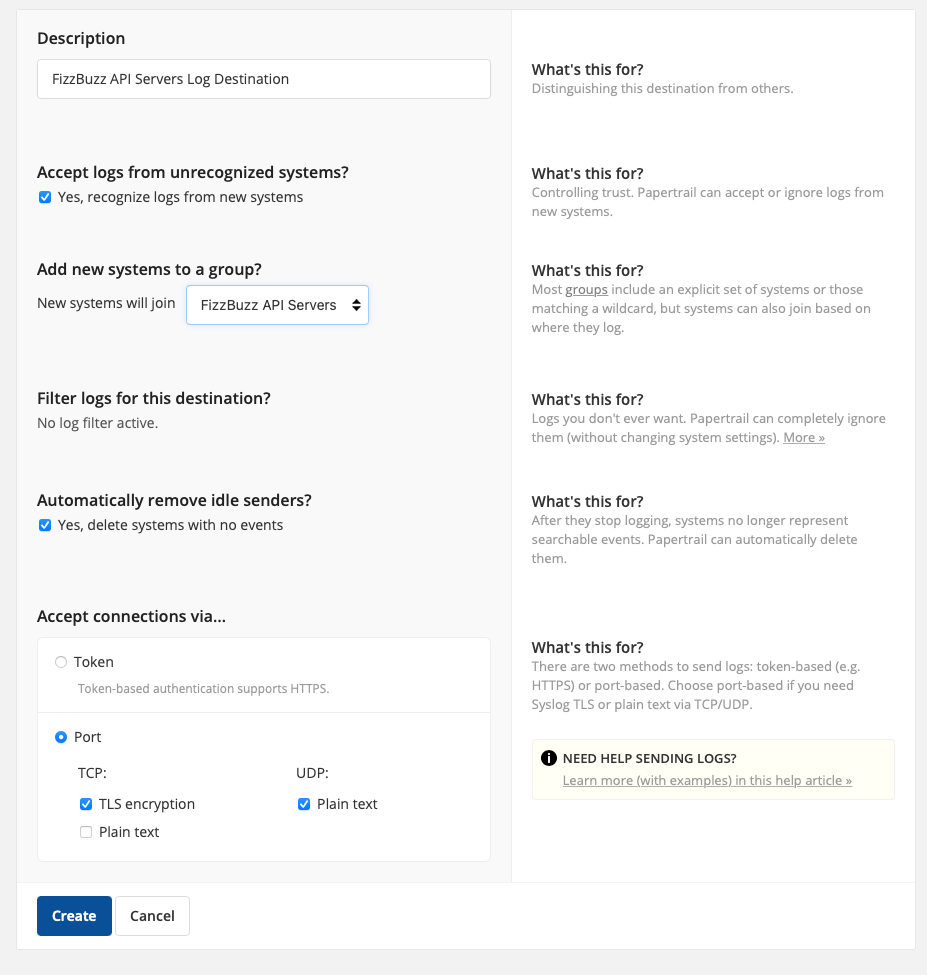 Description
FizzBuzz API Servers Log Destination
What's this for?
Distinguishing this destination from others.
Accept logs from unrecognized systems?
Yes, recognize logs from new systems
What's this for?
Controlling trust. Papertrail can accept or ignore logs from
new systems.
Add new systems to a group?
New systems will join FizzBuzz API Servers
What's this for?
Most groups include an explicit set of systems or those
matching a wildcard, but systems can also join based on
where they log.
Filter logs for this destination?
No log filter active.
What's this for?
Logs you don't ever want. Papertrail can completely ignore
them (without changing system settings). More »
Automatically remove idle senders?
Yes, delete systems with no events
What's this for?
After they stop logging, systems no longer represent
searchable events. Papertrail can automatically delete
them.
Accept connections via...
Token
Token-based authentication supports HTTPS.
Port
TCP: UDP:
TLS encryption Plain text
Plain text
What's this for?
There are two methods to send logs: token-based (e.g.
HTTPS) or port-based. Choose port-based if you need
Syslog TLS or plain text via TCP/UDP.
NEED HELP SENDING LOGS?
Learn more (with examples) in this help article »
Create Cancel